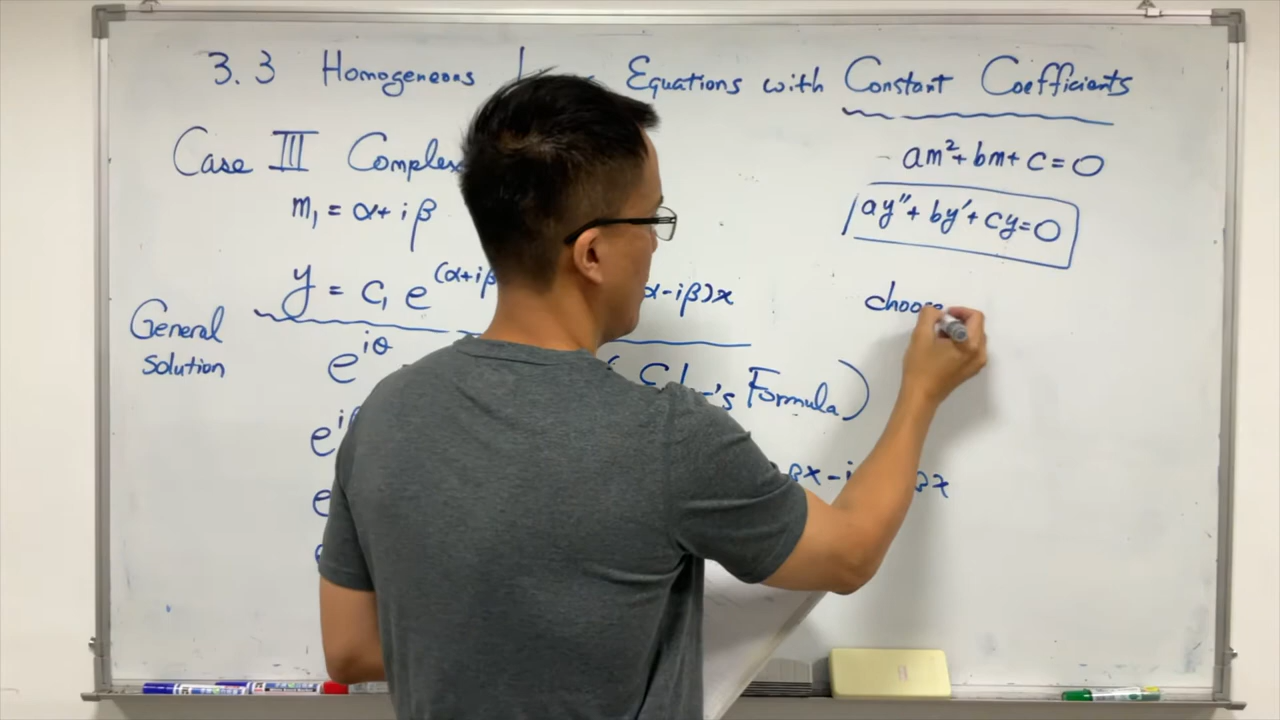 3.3 Homogeneous Equations with Constant Coefficients
Case III Complex
am²+bm+c=0
m₁ = α+iβ
ay″+by′+cy=0
y = c₁ e^(α+iβ α-iβ)x
General
solution
choose
e^iθ
's Formula)
e^iβ
βx-i βx
e